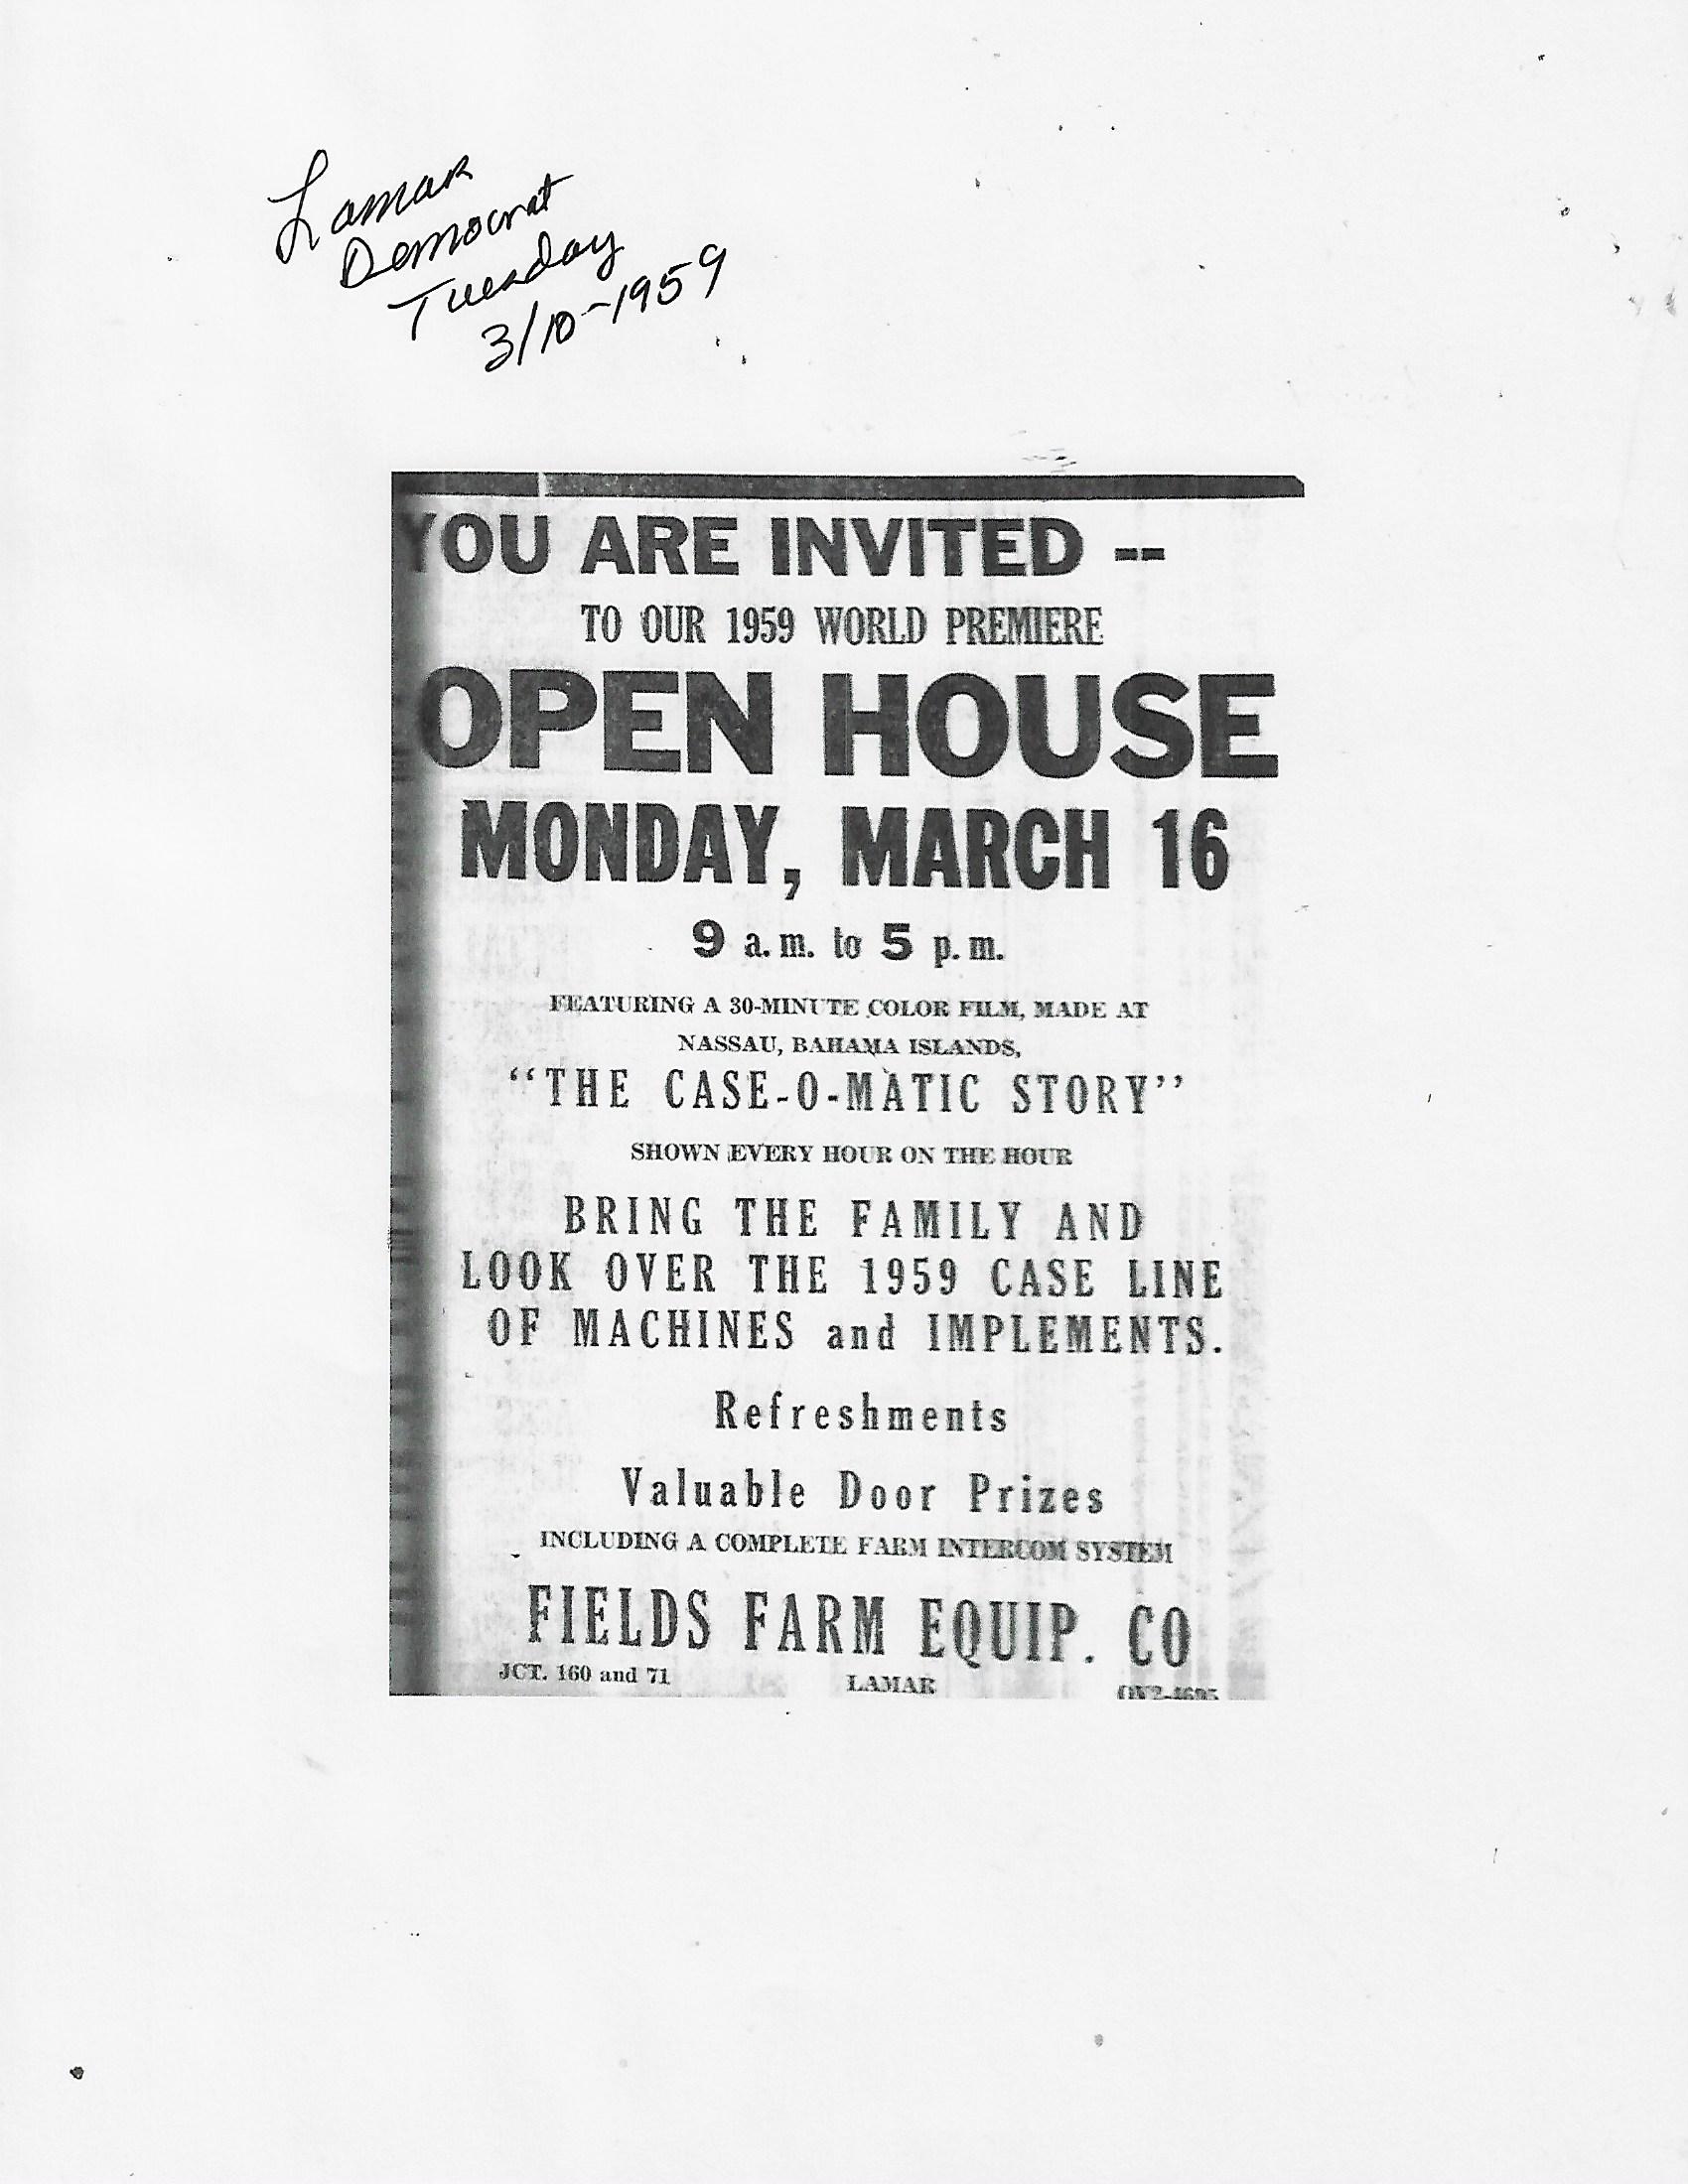 Lamar
Democrat
Tuesday
3/10-1959
YOU ARE INVITED --
TO OUR 1959 WORLD PREMIERE
OPEN HOUSE
MONDAY, MARCH 16
9 a.m. to 5 p.m.
FEATURING A 30-MINUTE COLOR FILM, MADE AT
NASSAU, BAHAMA ISLANDS,
“THE CASE-O-MATIC STORY”
SHOWN EVERY HOUR ON THE HOUR
BRING THE FAMILY AND
LOOK OVER THE 1959 CASE LINE
OF MACHINES and IMPLEMENTS.
Refreshments
Valuable Door Prizes
INCLUDING A COMPLETE FARM INTERCOM SYSTEM
FIELDS FARM EQUIP. CO
JCT. 160 and 71 LAMAR